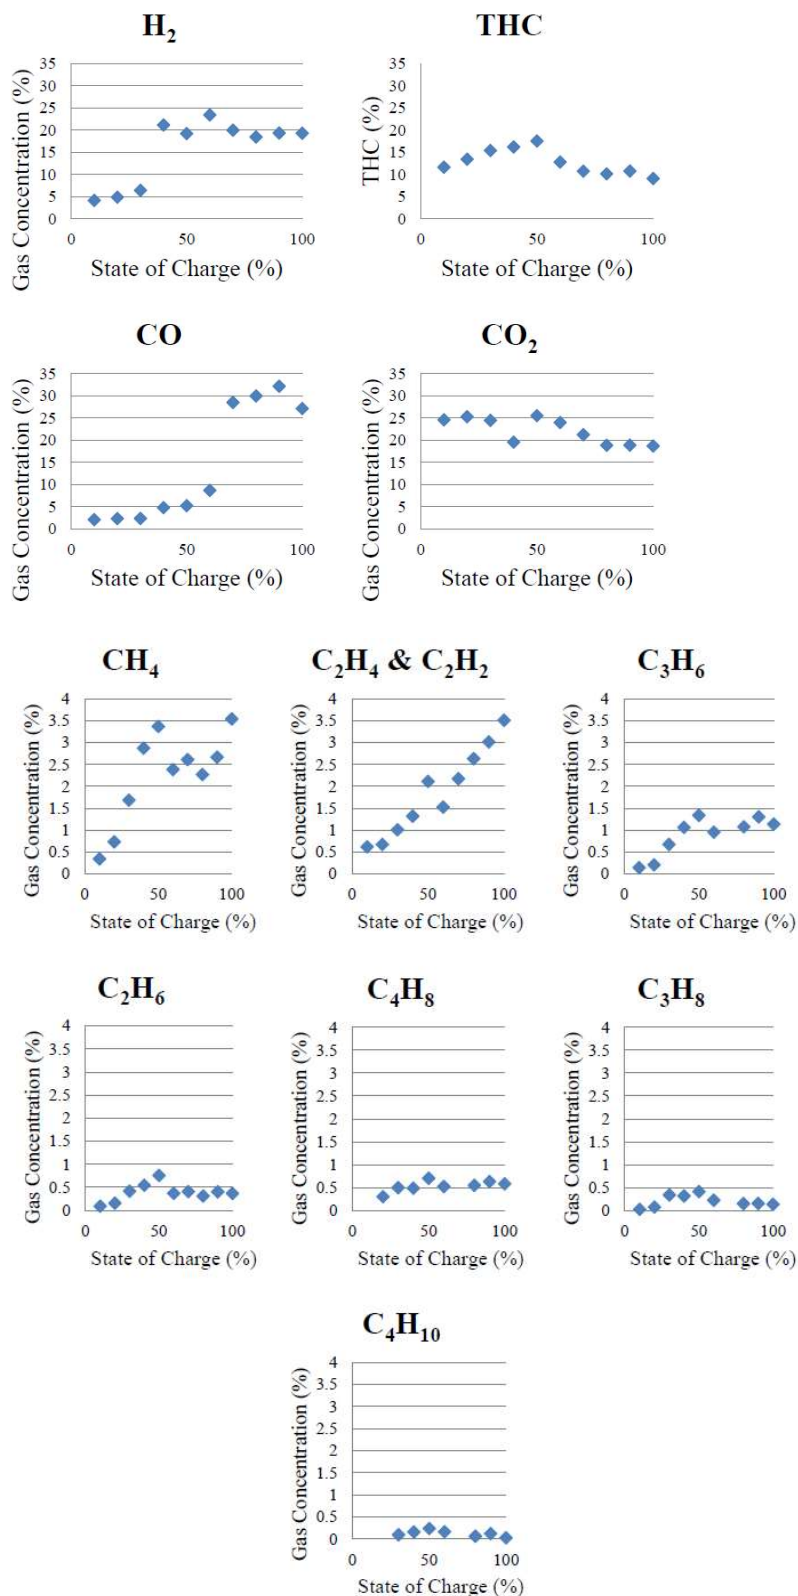 H₂
Gas Concentration (%)
35
30
25
20
15
10
5
0
0 50 100
State of Charge (%)
THC
THC (%)
35
30
25
20
15
10
5
0
0 50 100
State of Charge (%)
CO
Gas Concentration (%)
35
30
25
20
15
10
5
0
0 50 100
State of Charge (%)
CO₂
Gas Concentration (%)
35
30
25
20
15
10
5
0
0 50 100
State of Charge (%)
CH₄
Gas Concentration (%)
4
3.5
3
2.5
2
1.5
1
0.5
0
0 50 100
State of Charge (%)
C₂H₄ & C₂H₂
Gas Concentration (%)
4
3.5
3
2.5
2
1.5
1
0.5
0
0 50 100
State of Charge (%)
C₃H₆
Gas Concentration (%)
4
3.5
3
2.5
2
1.5
1
0.5
0
0 50 100
State of Charge (%)
C₂H₆
Gas Concentration (%)
4
3.5
3
2.5
2
1.5
1
0.5
0
0 50 100
State of Charge (%)
C₄H₈
Gas Concentration (%)
4
3.5
3
2.5
2
1.5
1
0.5
0
0 50 100
State of Charge (%)
C₃H₈
Gas Concentration (%)
4
3.5
3
2.5
2
1.5
1
0.5
0
0 50 100
State of Charge (%)
C₄H₁₀
Gas Concentration (%)
4
3.5
3
2.5
2
1.5
1
0.5
0
0 50 100
State of Charge (%)